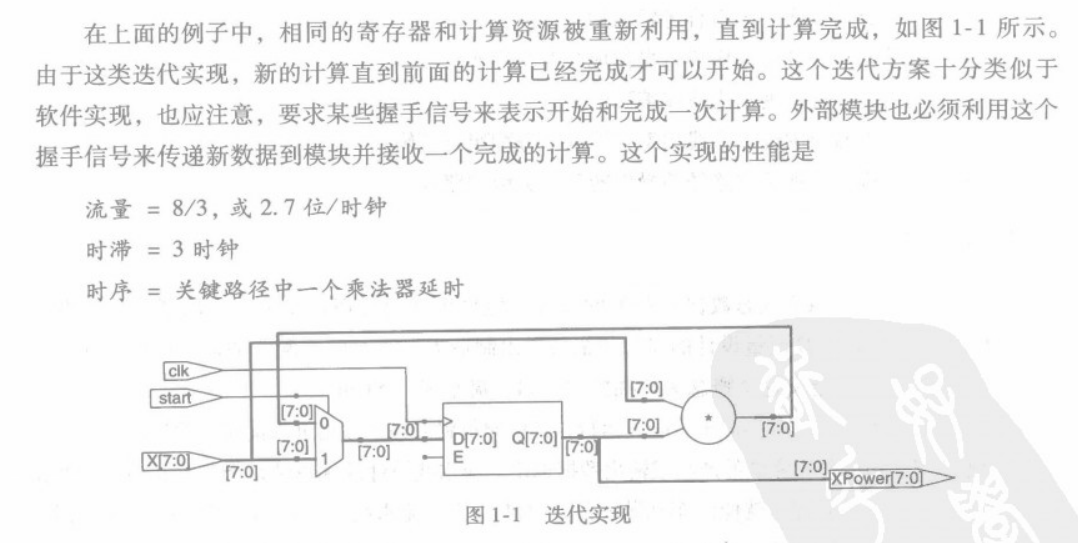 在上面的例子中，相同的寄存器和计算资源被重新利用，直到计算完成，如图 1-1 所示。
由于这类迭代实现，新的计算直到前面的计算已经完成才可以开始。这个迭代方案十分类似于
软件实现，也应注意，要求某些握手信号来表示开始和完成一次计算。外部模块也必须利用这个
握手信号来传递新数据到模块并接收一个完成的计算。这个实现的性能是
流量 = 8/3，或 2.7 位/时钟
时滞 = 3 时钟
时序 = 关键路径中一个乘法器延时
clk
start
X[7:0]
[7:0]
[7:0]
0
[7:0]
1
[7:0]
[7:0]
D[7:0] Q[7:0]
E
[7:0]
[7:0]
[7:0]
*
[7:0]
[7:0]
XPower[7:0]
图 1-1 迭代实现